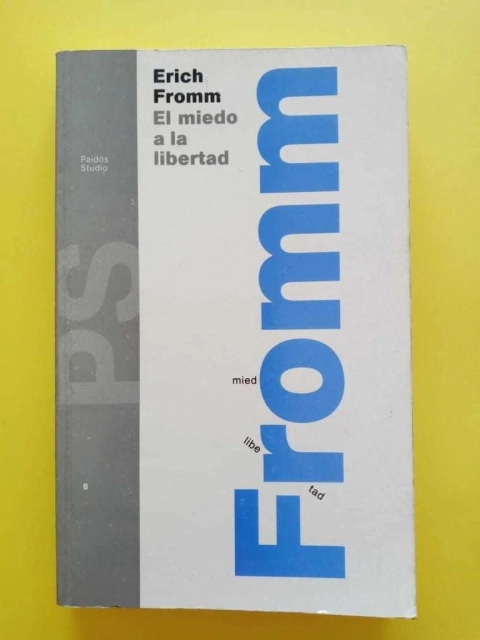 Erich
Fromm
El miedo
a la
libertad
Paidós
Studio
PS
8
Fromm
mied
libe
tad